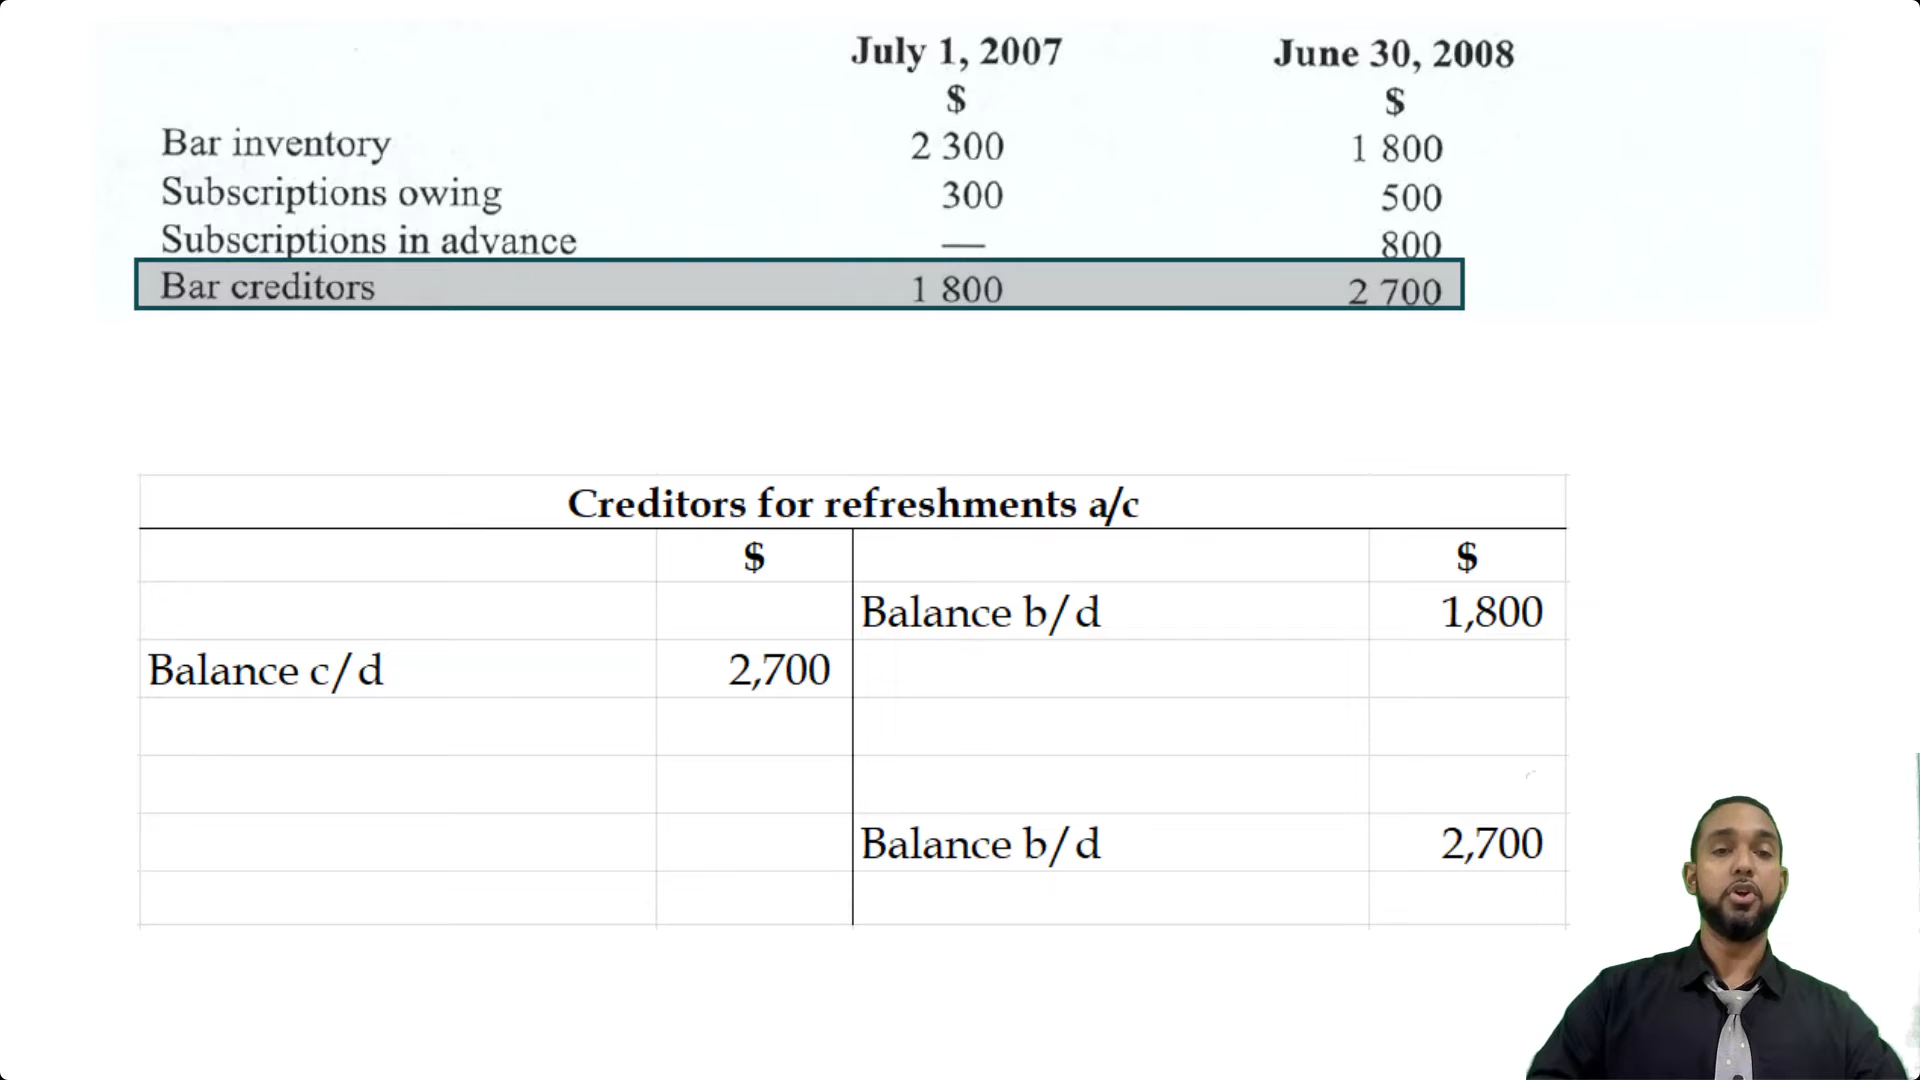 July 1, 2007 June 30, 2008
$ $
Bar inventory 2 300 1 800
Subscriptions owing 300 500
Subscriptions in advance — 800
Bar creditors 1 800 2 700
Creditors for refreshments a/c
$ $
Balance b/d 1,800
Balance c/d 2,700
Balance b/d 2,700